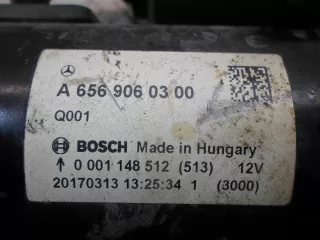 A 656 906 03 00
Q001
BOSCH Made in Hungary
↑ 0 001 148 512 (513) 12V
20170313 13:25:34 1 (3000)